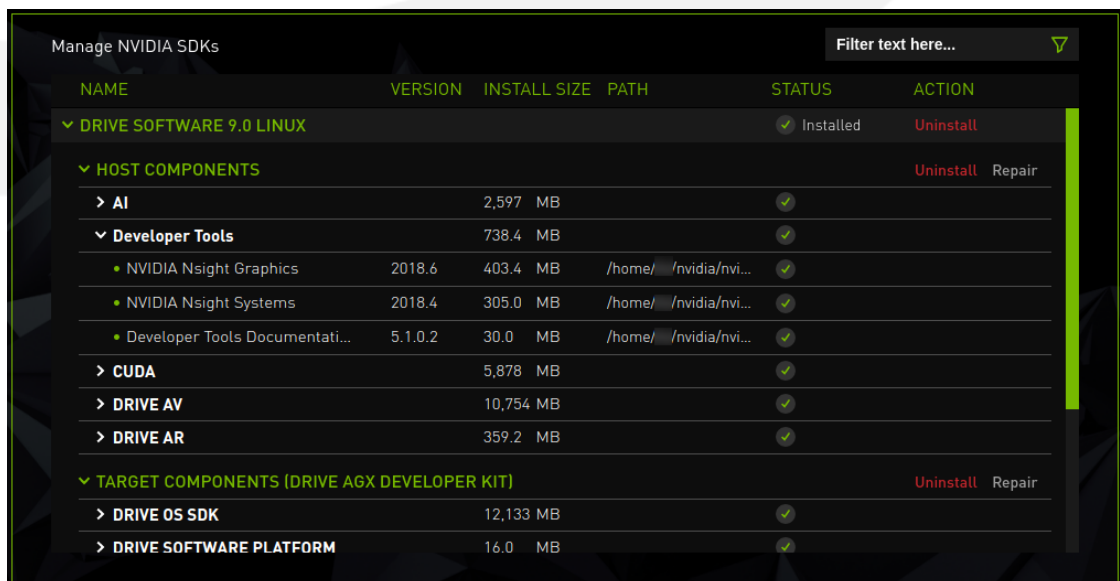 Manage NVIDIA SDKs Filter text here...
NAME VERSION INSTALL SIZE PATH STATUS ACTION
DRIVE SOFTWARE 9.0 LINUX Installed Uninstall
HOST COMPONENTS Uninstall Repair
AI 2,597 MB
Developer Tools 738.4 MB
NVIDIA Nsight Graphics 2018.6 403.4 MB /home/ /nvidia/nvi...
NVIDIA Nsight Systems 2018.4 305.0 MB /home/ /nvidia/nvi...
Developer Tools Documentati... 5.1.0.2 30.0 MB /home/ /nvidia/nvi...
CUDA 5,878 MB
DRIVE AV 10,754 MB
DRIVE AR 359.2 MB
TARGET COMPONENTS (DRIVE AGX DEVELOPER KIT) Uninstall Repair
DRIVE OS SDK 12,133 MB
DRIVE SOFTWARE PLATFORM 16.0 MB